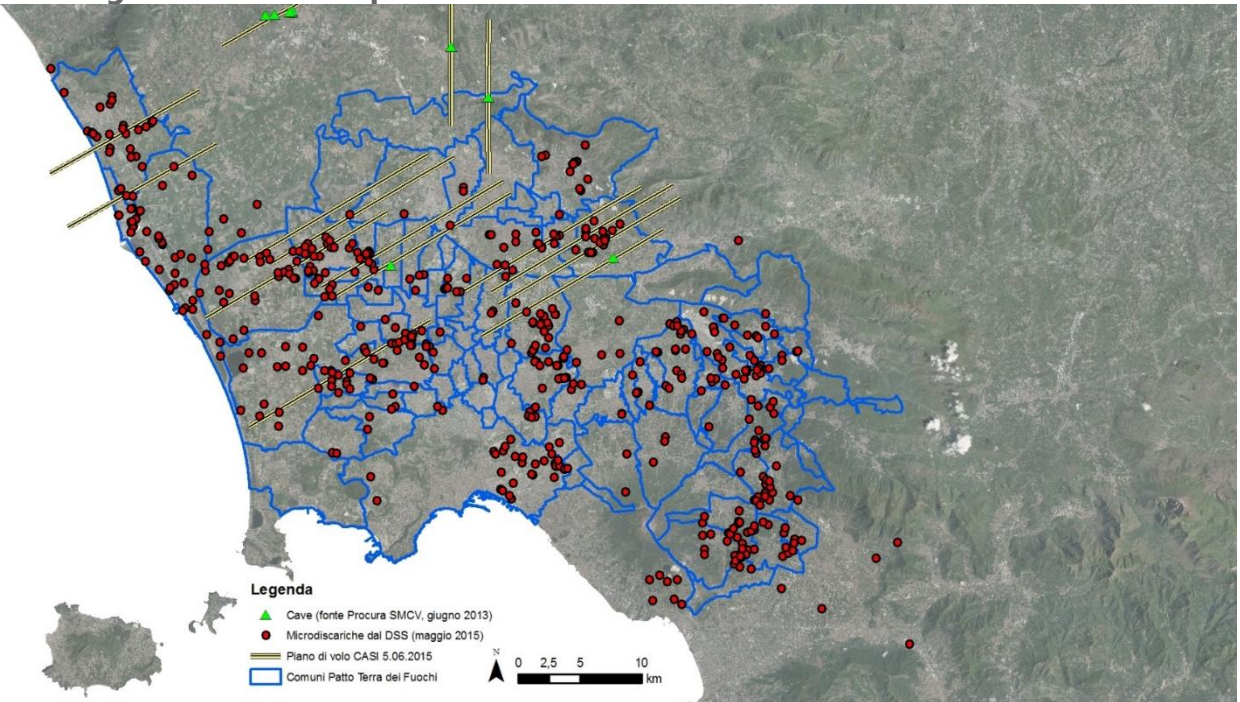 Legenda
Cave (fonte Procura SMCV, giugno 2013)
Microdiscariche dal DSS (maggio 2015)
Piano di volo CASI 5.06.2015
Comuni Patto Terra dei Fuochi
N
0 2,5 5 10
km